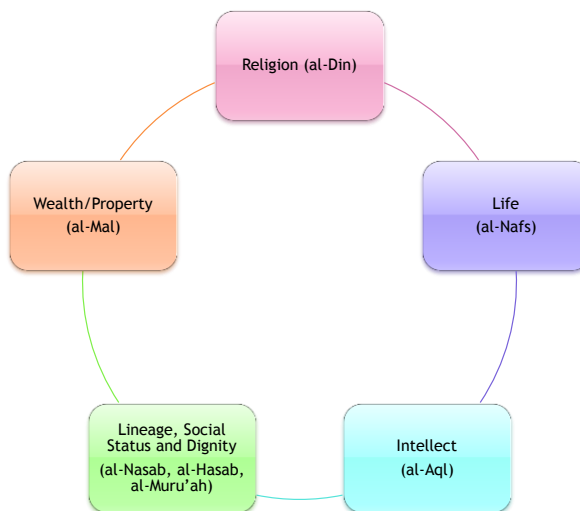 Religion (al-Din)
Life
(al-Nafs)
Intellect
(al-Aql)
Lineage, Social
Status and Dignity
(al-Nasab, al-Hasab,
al-Muru’ah)
Wealth/Property
(al-Mal)